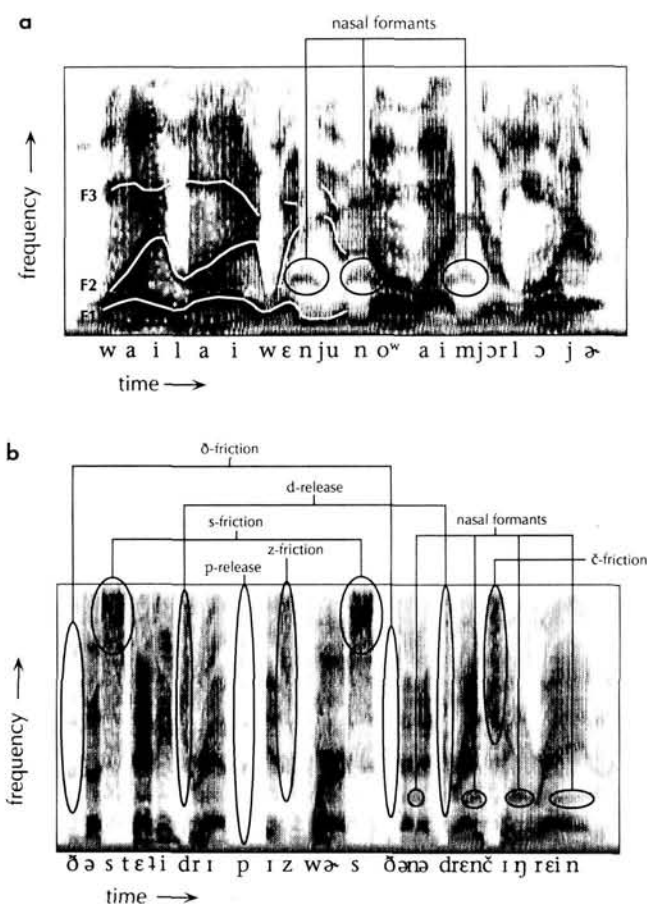 a
nasal formants
frequency →
F3
F2
F1
w a i l a i w ɛ n j u n oʷ a i m j ɔ r l ɔ j ɚ
time →
b
ð-friction
d-release
s-friction
nasal formants
z-friction
p-release
č-friction
frequency →
ð ə s t ɛ ɬ i d r ɪ p ɪ z w ɚ s ð ə n ə d r ɛ n č ɪ ŋ r ɛ i n
time →